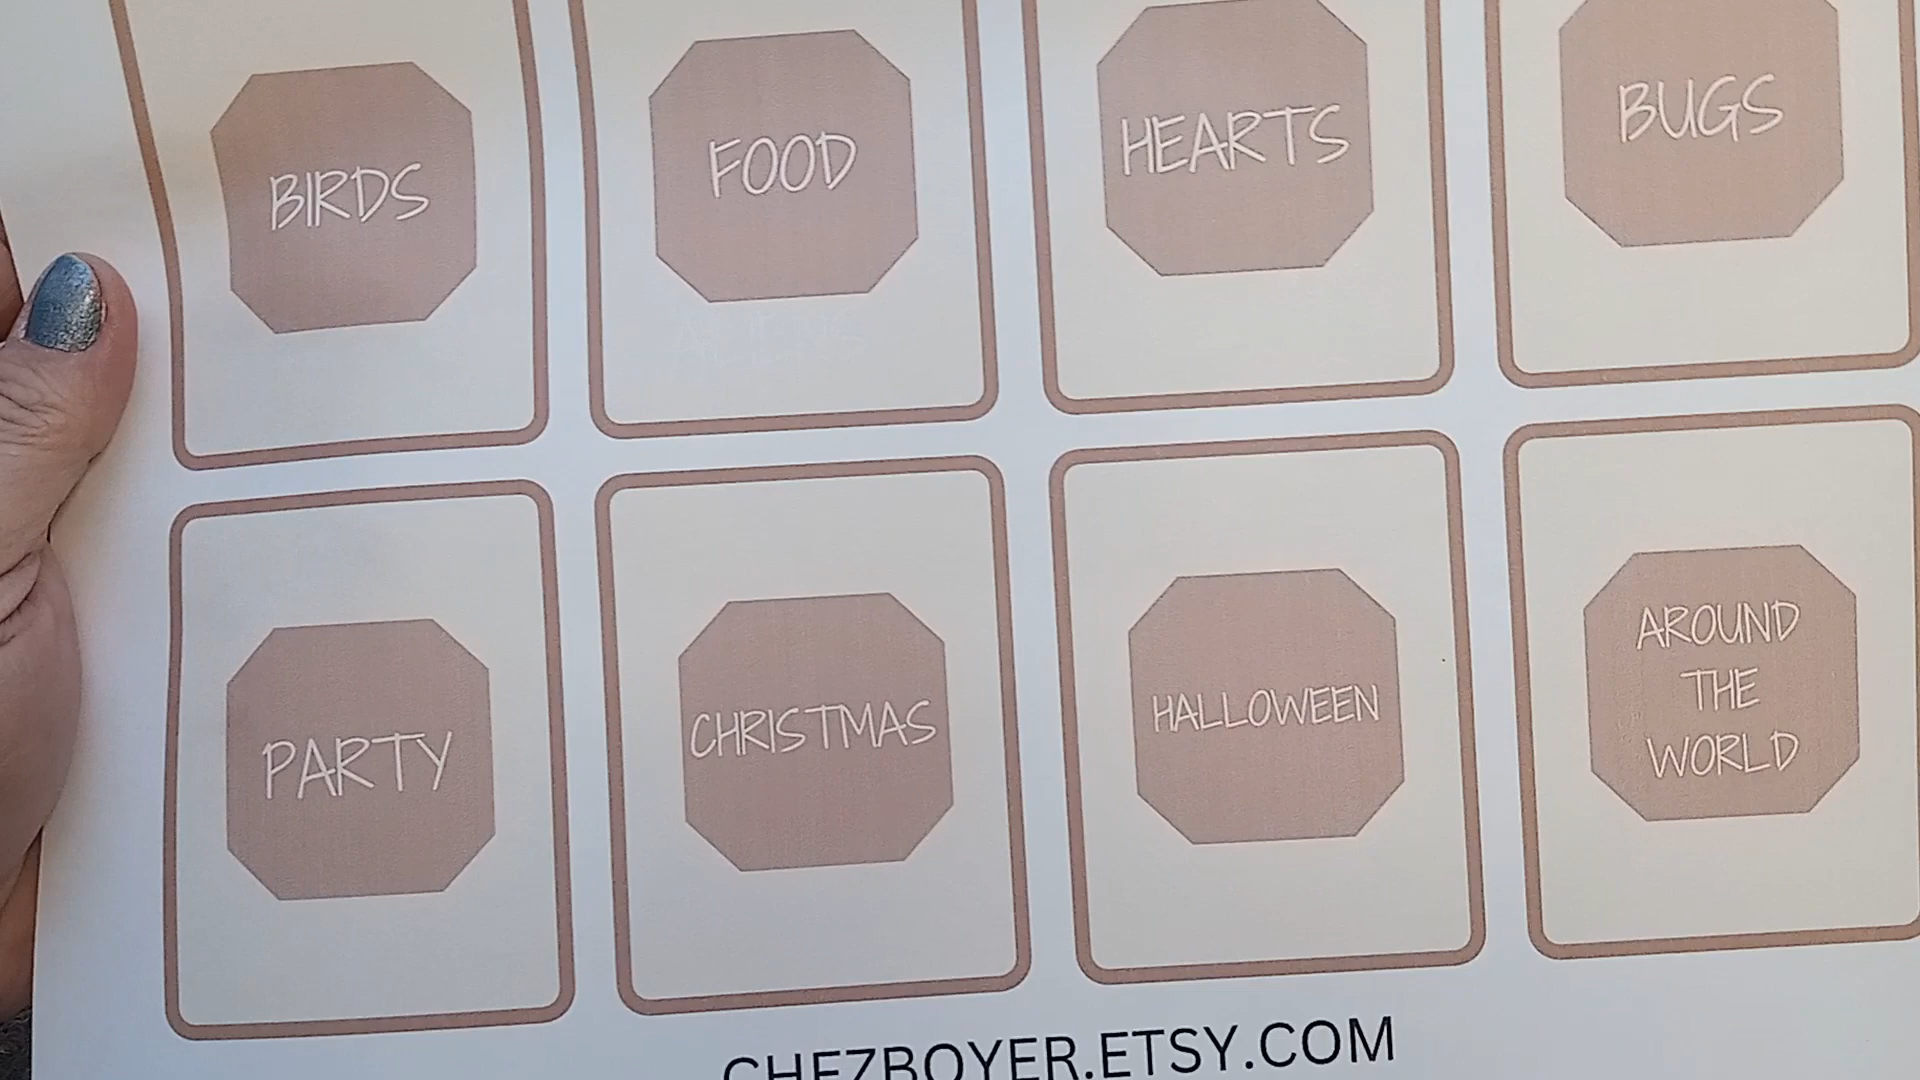 BIRDS
FOOD
HEARTS
BUGS
PARTY
CHRISTMAS
HALLOWEEN
AROUND
THE
WORLD
CHEZBOYER.ETSY.COM